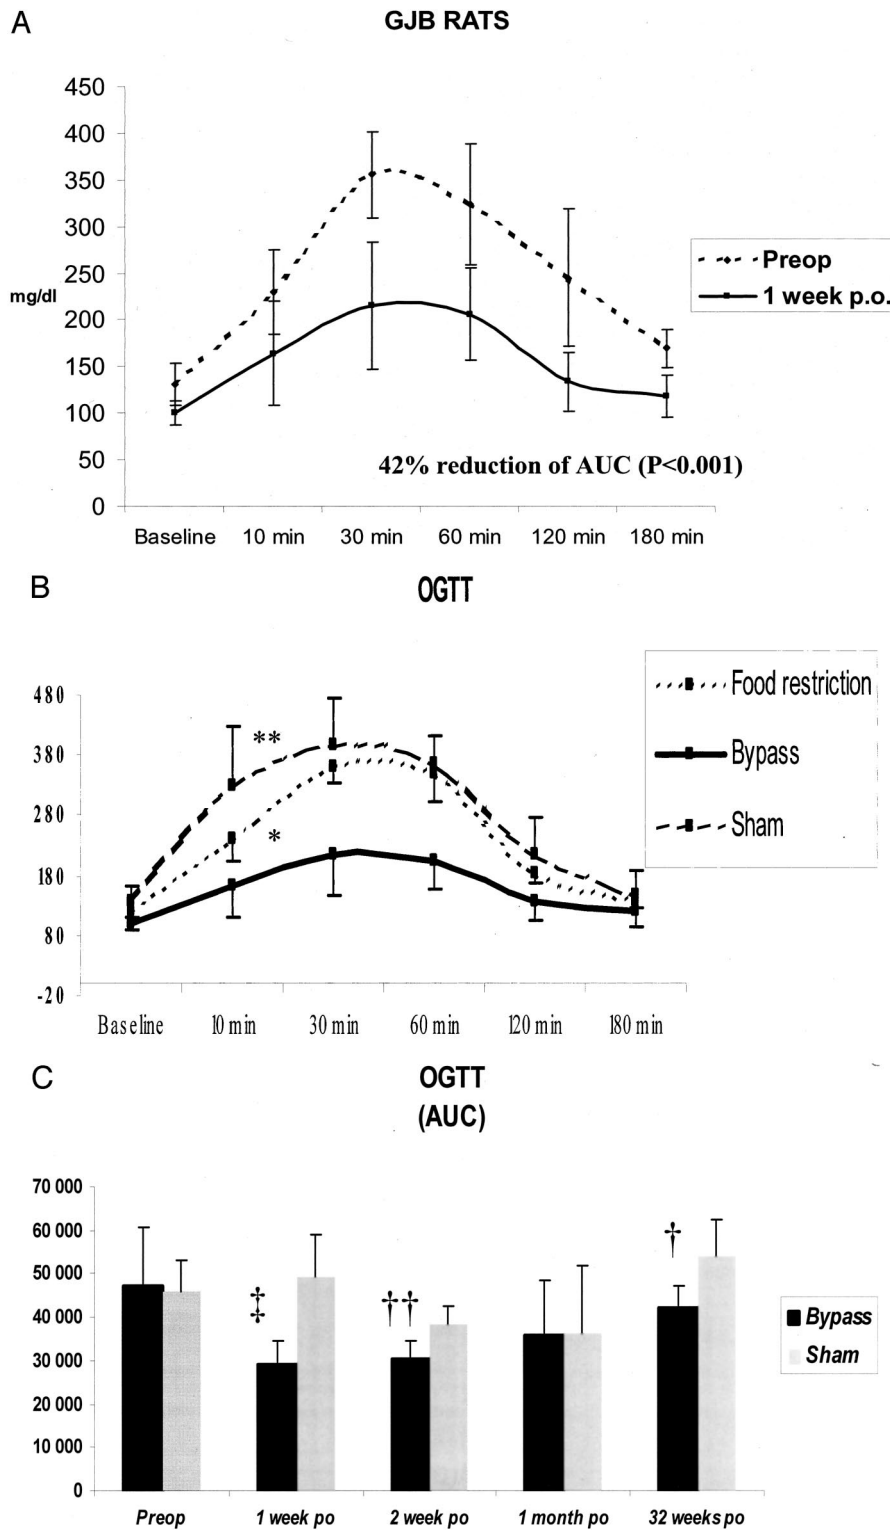 A
GJB RATS
450
400
350
300
250
200
150
100
50
0
mg/dl
Preop
1 week p.o.
42% reduction of AUC (P<0.001)
Baseline 10 min 30 min 60 min 120 min 180 min
B
OGTT
480
380
280
180
80
-20
**
*
Food restriction
Bypass
Sham
Baseline 10 min 30 min 60 min 120 min 180 min
C
OGTT
(AUC)
70 000
60 000
50 000
40 000
30 000
20 000
10 000
0
‡
††
†
Bypass
Sham
Preop 1 week po 2 week po 1 month po 32 weeks po